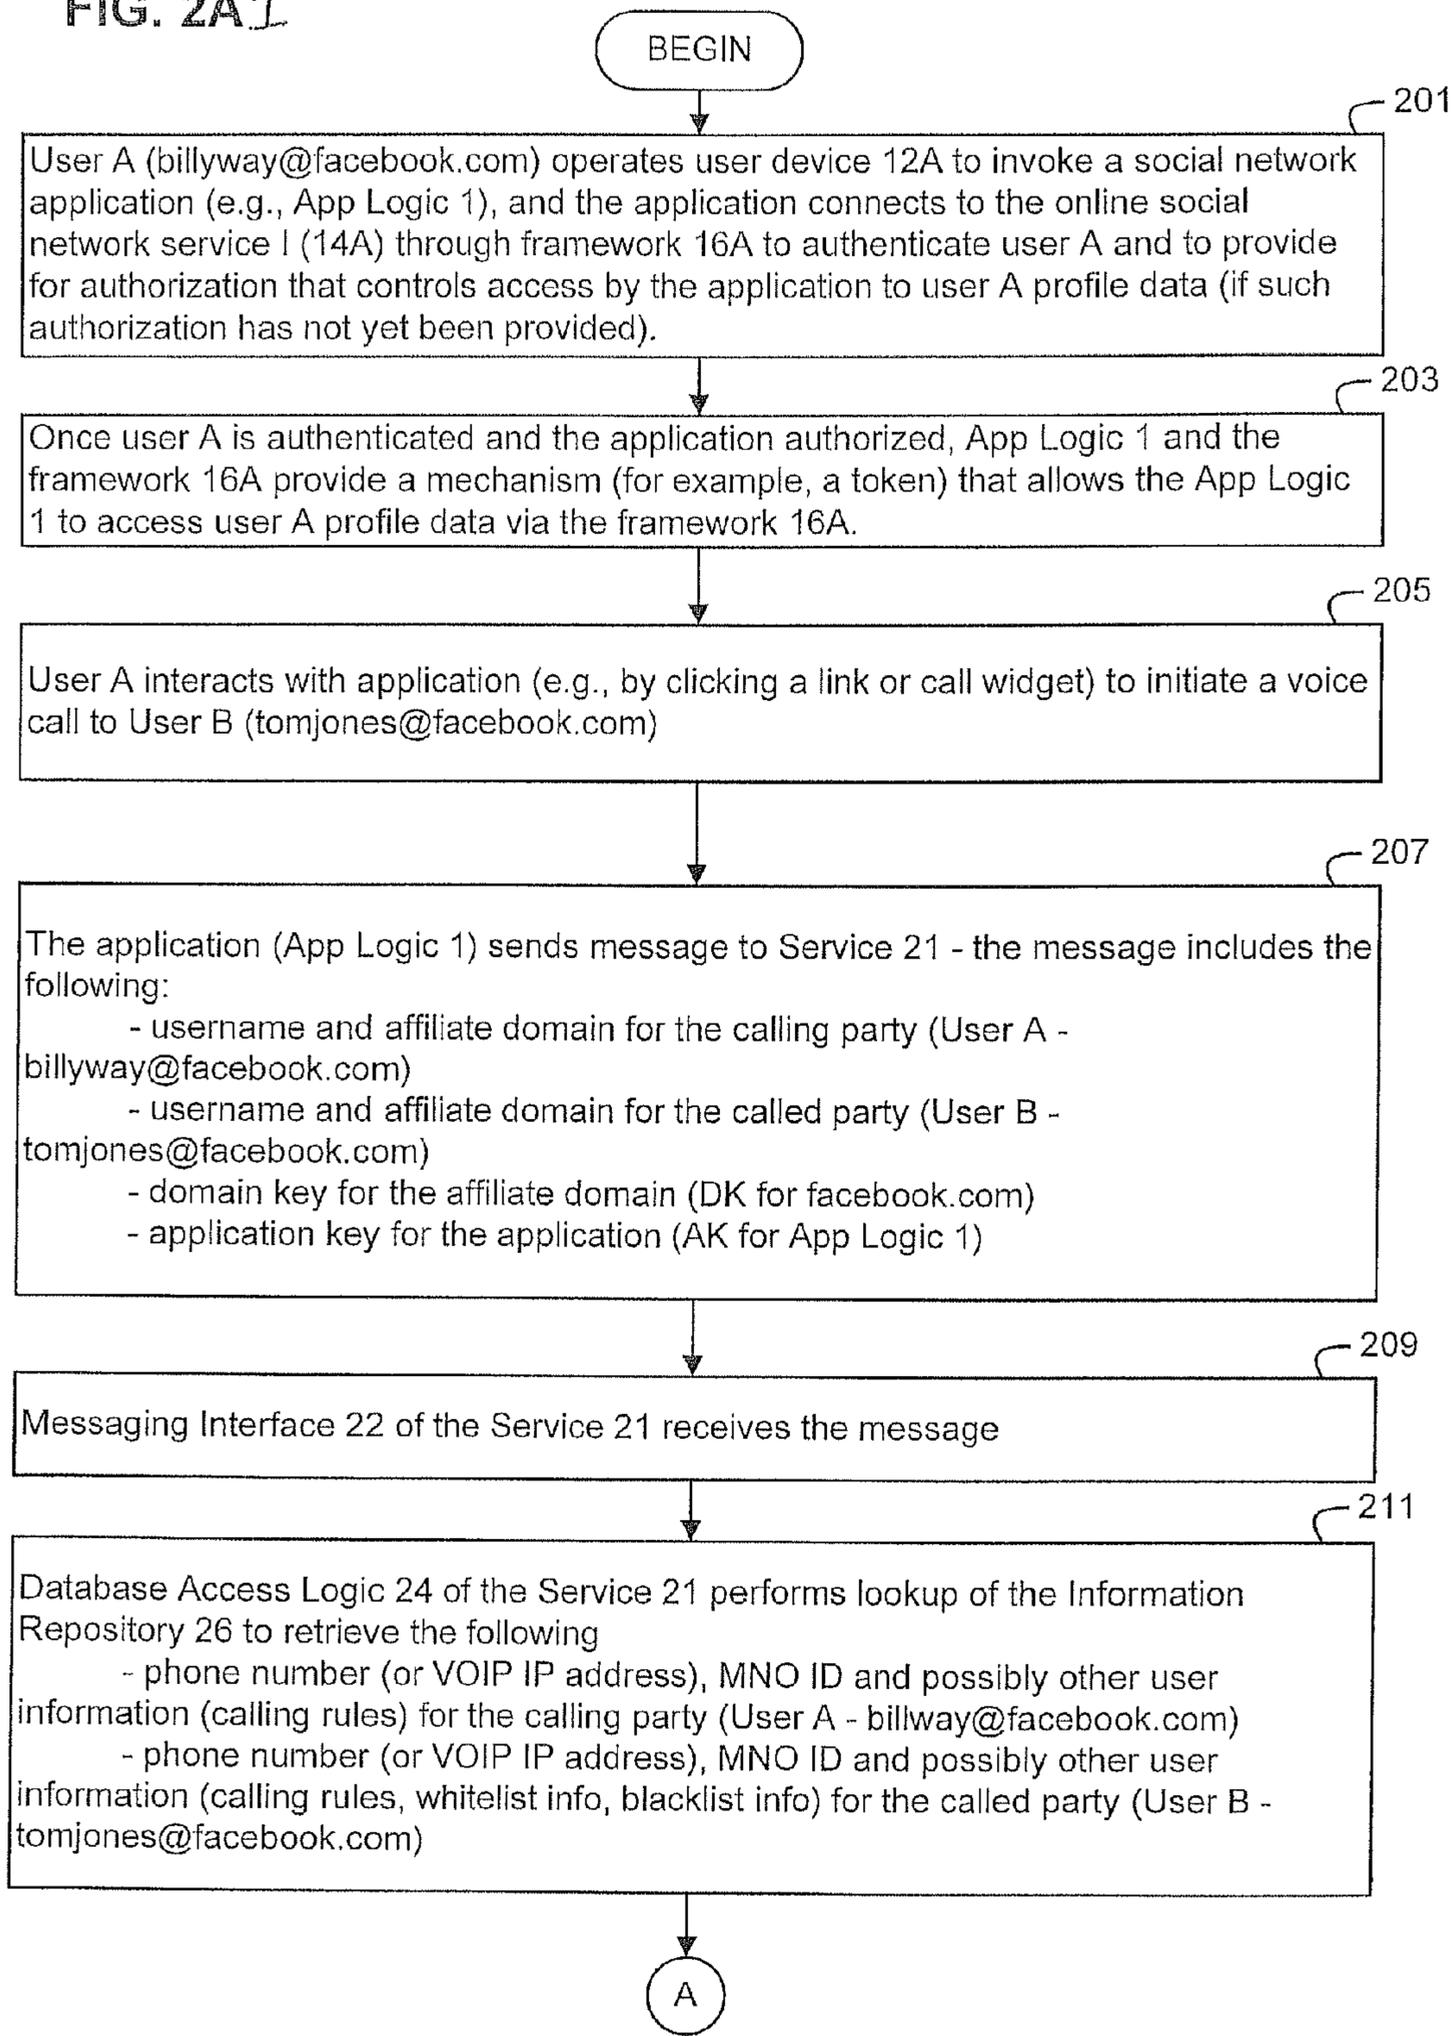 FIG. 2A1
BEGIN
201
User A (billyway@facebook.com) operates user device 12A to invoke a social network
application (e.g., App Logic 1), and the application connects to the online social
network service I (14A) through framework 16A to authenticate user A and to provide
for authorization that controls access by the application to user A profile data (if such
authorization has not yet been provided).
203
Once user A is authenticated and the application authorized, App Logic 1 and the
framework 16A provide a mechanism (for example, a token) that allows the App Logic
1 to access user A profile data via the framework 16A.
205
User A interacts with application (e.g., by clicking a link or call widget) to initiate a voice
call to User B (tomjones@facebook.com)
207
The application (App Logic 1) sends message to Service 21 - the message includes the
following:
- username and affiliate domain for the calling party (User A -
billyway@facebook.com)
- username and affiliate domain for the called party (User B -
tomjones@facebook.com)
- domain key for the affiliate domain (DK for facebook.com)
- application key for the application (AK for App Logic 1)
209
Messaging Interface 22 of the Service 21 receives the message
211
Database Access Logic 24 of the Service 21 performs lookup of the Information
Repository 26 to retrieve the following
- phone number (or VOIP IP address), MNO ID and possibly other user
information (calling rules) for the calling party (User A - billway@facebook.com)
- phone number (or VOIP IP address), MNO ID and possibly other user
information (calling rules, whitelist info, blacklist info) for the called party (User B -
tomjones@facebook.com)
A